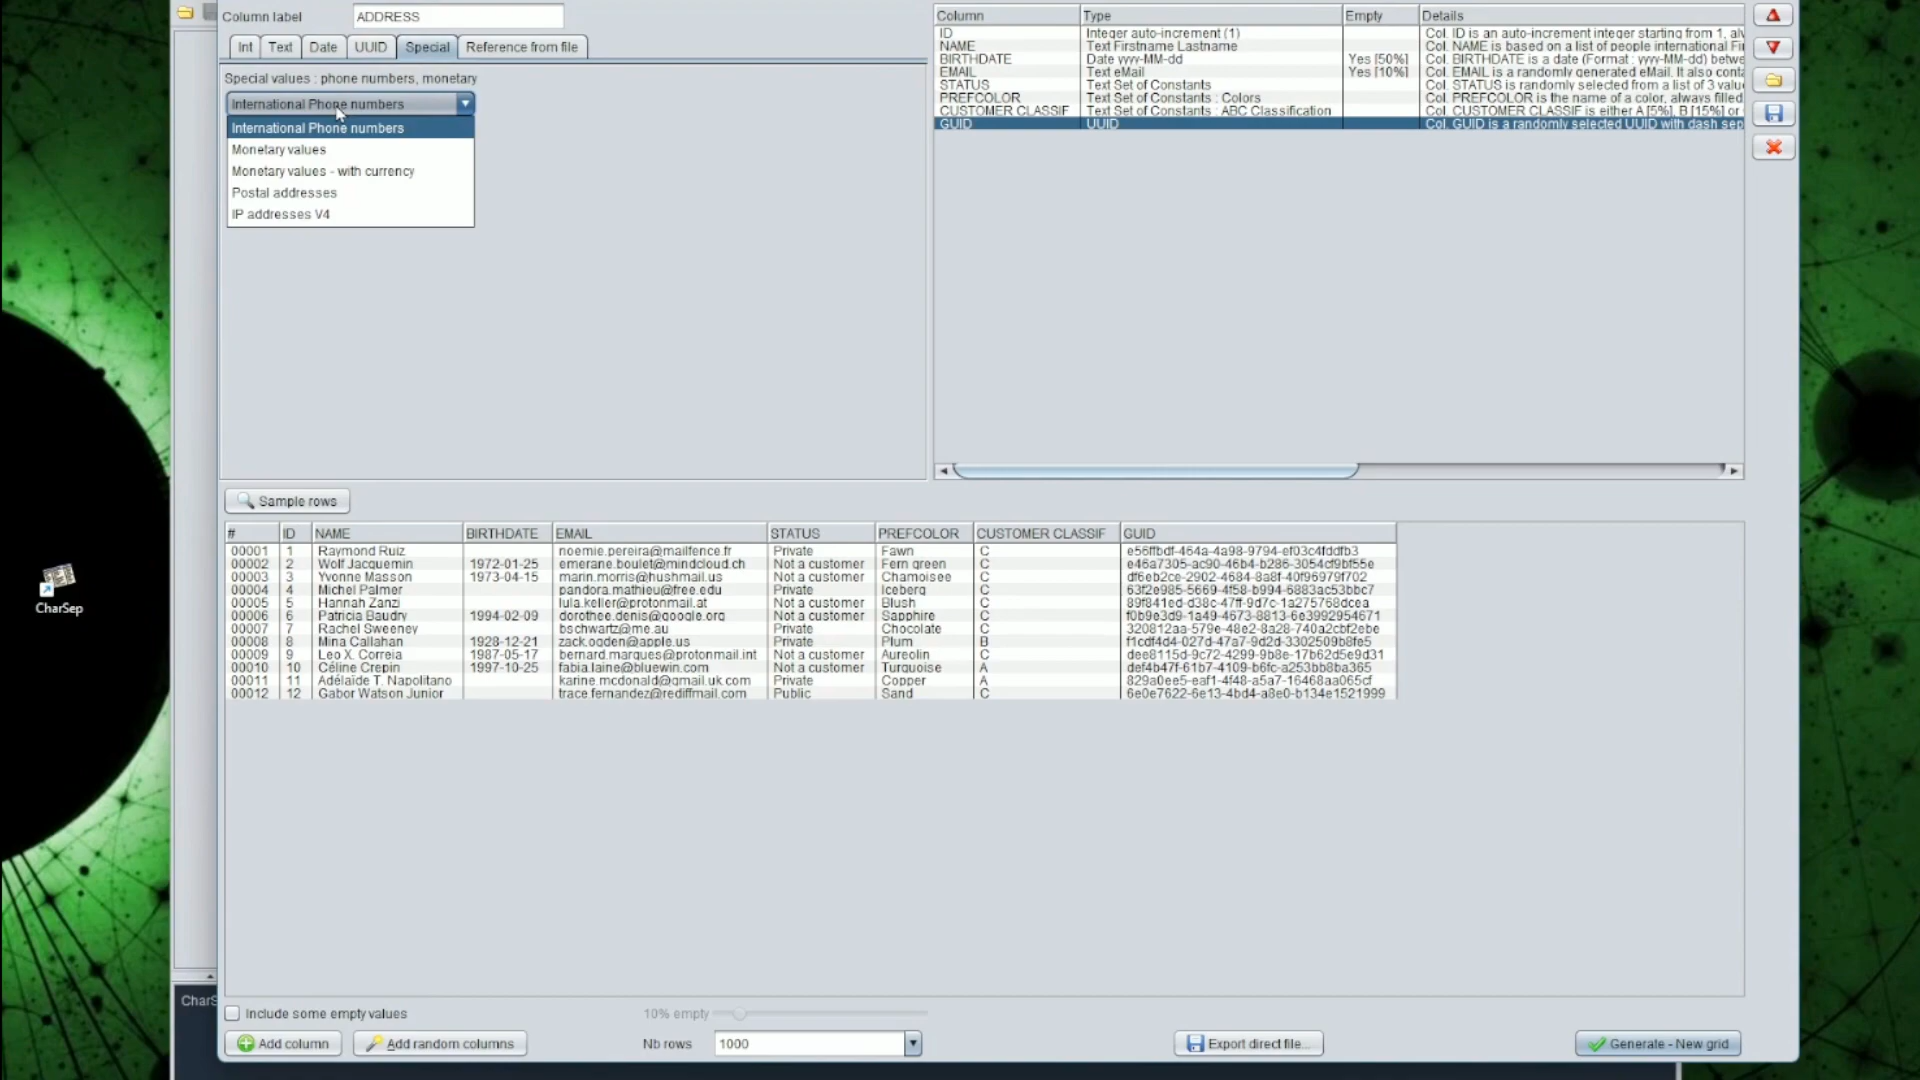 Column label ADDRESS
Int Text Date UUID Special Reference from file
Special values : phone numbers, monetary
International Phone numbers
International Phone numbers
Monetary values
Monetary values - with currency
Postal addresses
IP addresses V4
Column Type Empty Details
ID Integer auto-increment (1) Col. ID is an auto-increment integer starting from 1, alv
NAME Text Firstname Lastname Col. NAME is based on a list of people international Fi
BIRTHDATE Date yyyy-MM-dd Yes [50%] Col. BIRTHDATE is a date (Format : yyyy-MM-dd) betwe
EMAIL Text eMail Yes [10%] Col. EMAIL is a randomly generated eMail. It also conta
STATUS Text Set of Constants Col. STATUS is randomly selected from a list of 3 value
PREFCOLOR Text Set of Constants : Colors Col. PREFCOLOR is the name of a color, always filled
CUSTOMER CLASSIF Text Set of Constants : ABC Classification Col. CUSTOMER CLASSIF is either A [5%], B [15%] or
GUID UUID Col. GUID is a randomly selected UUID with dash sep
Sample rows
# ID NAME BIRTHDATE EMAIL STATUS PREFCOLOR CUSTOMER CLASSIF GUID
00001 1 Raymond Ruiz noemie.pereira@mailfence.fr Private Fawn C e56ffbdf-464a-4a98-9794-ef03c4fddfb3
00002 2 Wolf Jacquemin 1972-01-25 emerane.boulet@mindcloud.ch Not a customer Fern green C e46a7305-ac90-46b4-b286-3054cf9bf55e
00003 3 Yvonne Masson 1973-04-15 marin.morris@hushmail.us Not a customer Chamoisee C df6eb2ce-2902-4684-8a8f-40f96979f702
00004 4 Michel Palmer pandora.mathieu@free.edu Private Iceberg C 63f2e985-5669-4f58-b994-6883ac53bbc7
00005 5 Hannah Zanzi lula.keller@protonmail.at Not a customer Blush C 89f841ed-d38c-47ff-9d7c-1a275768dcea
00006 6 Patricia Baudry 1994-02-09 dorothee.denis@google.org Not a customer Sapphire C f0b9e3d9-1a49-4673-8813-6e3992954671
00007 7 Rachel Sweeney bschwartz@me.au Private Chocolate C 320812aa-579e-48e2-8a28-740a2cbf2ebe
00008 8 Mina Callahan 1928-12-21 zack.ogden@apple.us Private Plum B f1cdf4d4-027d-47a7-9d2d-3302509b8fe5
00009 9 Leo X. Correia 1987-05-17 bernard.marques@protonmail.int Not a customer Aureolin C dee8115d-9c72-4299-9b8e-17b62d5e9d31
00010 10 Céline Crepin 1997-10-25 fabia.laine@bluewin.com Not a customer Turquoise A def4b47f-61b7-4109-b6fc-a253bb8ba365
00011 11 Adélaïde T. Napolitano karine.mcdonald@gmail.uk.com Private Copper A 829a0ee5-eaf1-4f48-a5a7-16468aa065cf
00012 12 Gabor Watson Junior trace.fernandez@rediffmail.com Public Sand C 6e0e7622-6e13-4bd4-a8e0-b134e1521999
CharSep
CharS
Include some empty values 10% empty
Add column Add random columns Nb rows 1000 Export direct file... Generate - New grid